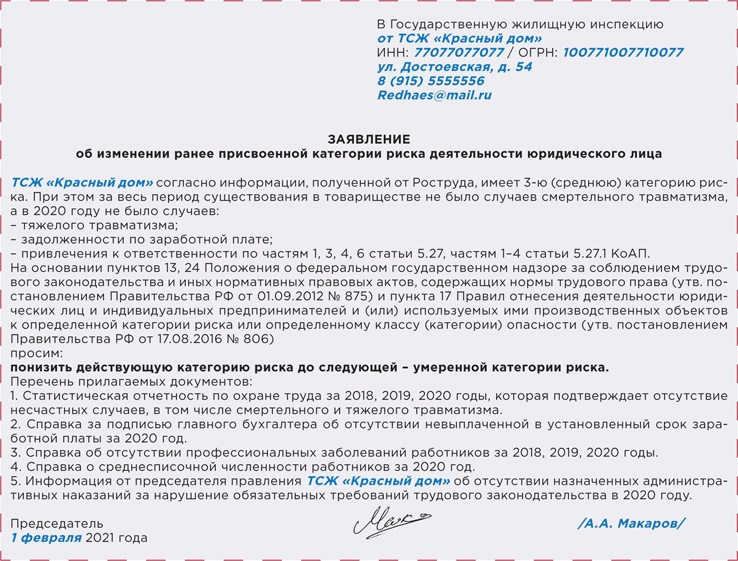 В Государственную жилищную инспекцию
от ТСЖ «Красный дом»
ИНН: 77077077077 / ОГРН: 100771007710077
ул. Достоевская, д. 54
8 (915) 5555556
Redhaes@mail.ru
ЗАЯВЛЕНИЕ
об изменении ранее присвоенной категории риска деятельности юридического лица
ТСЖ «Красный дом» согласно информации, полученной от Роструда, имеет 3-ю (среднюю) категорию рис-
ка. При этом за весь период существования в товариществе не было случаев смертельного травматизма,
а в 2020 году не было случаев:
– тяжелого травматизма;
– задолженности по заработной плате;
– привлечения к ответственности по частям 1, 3, 4, 6 статьи 5.27, частям 1–4 статьи 5.27.1 КоАП.
На основании пунктов 13, 24 Положения о федеральном государственном надзоре за соблюдением трудо-
вого законодательства и иных нормативных правовых актов, содержащих нормы трудового права (утв. по-
становлением Правительства РФ от 01.09.2012 № 875) и пункта 17 Правил отнесения деятельности юриди-
ческих лиц и индивидуальных предпринимателей и (или) используемых ими производственных объектов
к определенной категории риска или определенному классу (категории) опасности (утв. постановлением
Правительства РФ от 17.08.2016 № 806)
просим:
понизить действующую категорию риска до следующей – умеренной категории риска.
Перечень прилагаемых документов:
1. Статистическая отчетность по охране труда за 2018, 2019, 2020 годы, которая подтверждает отсутствие
несчастных случаев, в том числе смертельного и тяжелого травматизма.
2. Справка за подписью главного бухгалтера об отсутствии невыплаченной в установленный срок зара-
ботной платы за 2020 год.
3. Справка об отсутствии профессиональных заболеваний работников за 2018, 2019, 2020 годы.
4. Справка о среднесписочной численности работников за 2020 год.
5. Информация от председателя правления ТСЖ «Красный дом» об отсутствии назначенных администра-
тивных наказаний за нарушение обязательных требований трудового законодательства в 2020 году.
Председатель /А.А. Макаров/
1 февраля 2021 года